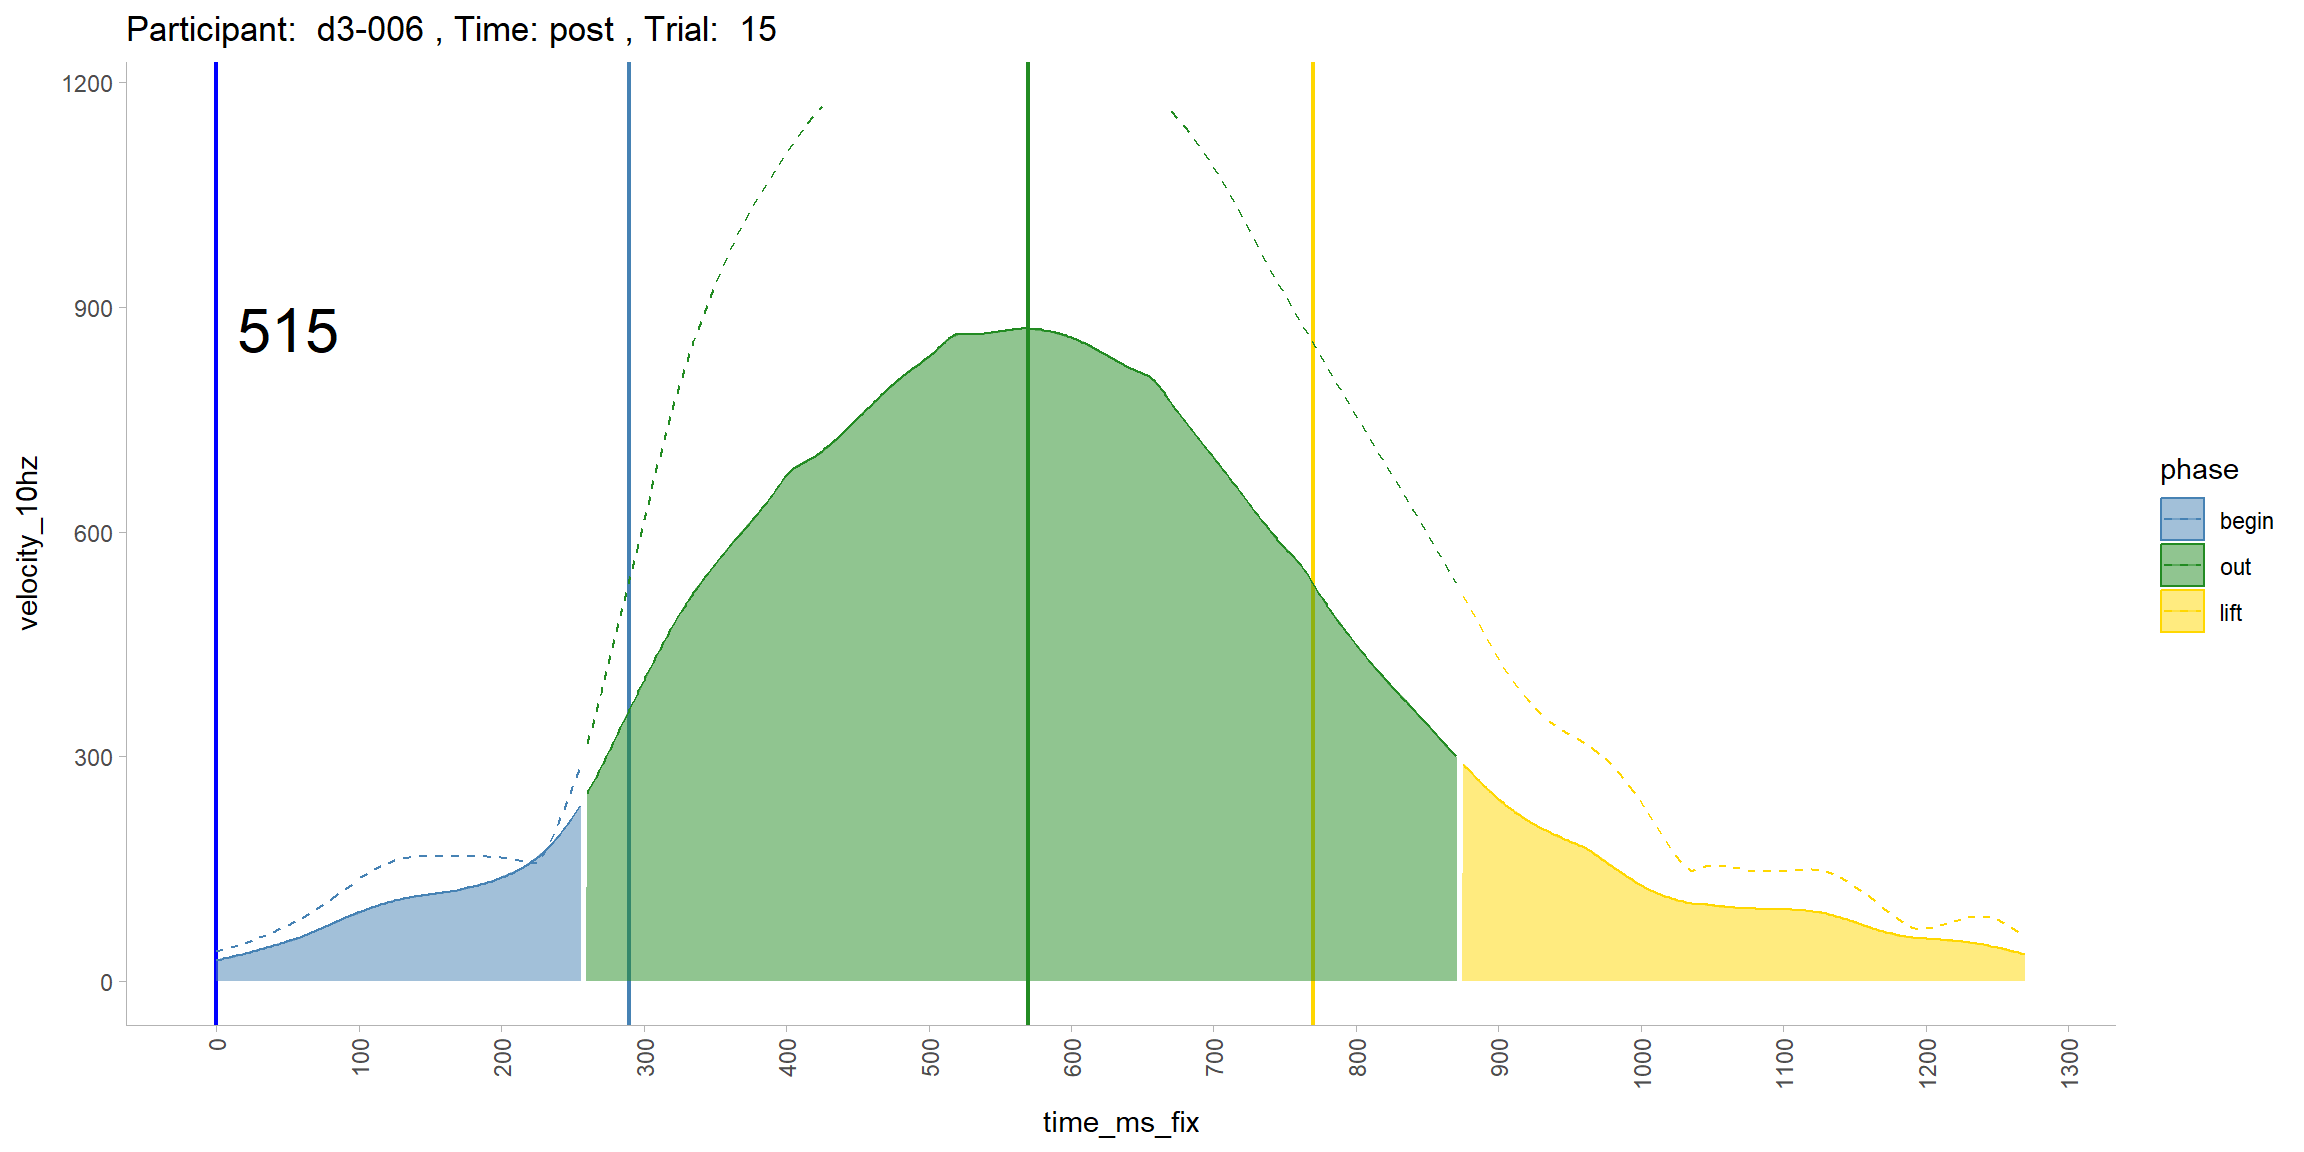 Participant:  d3-006 , Time: post , Trial:  15
1200
900
600
300
0
515
velocity_10hz
0
100
200
300
400
500
600
700
800
900
1000
1100
1200
1300
time_ms_fix
phase
begin
out
lift